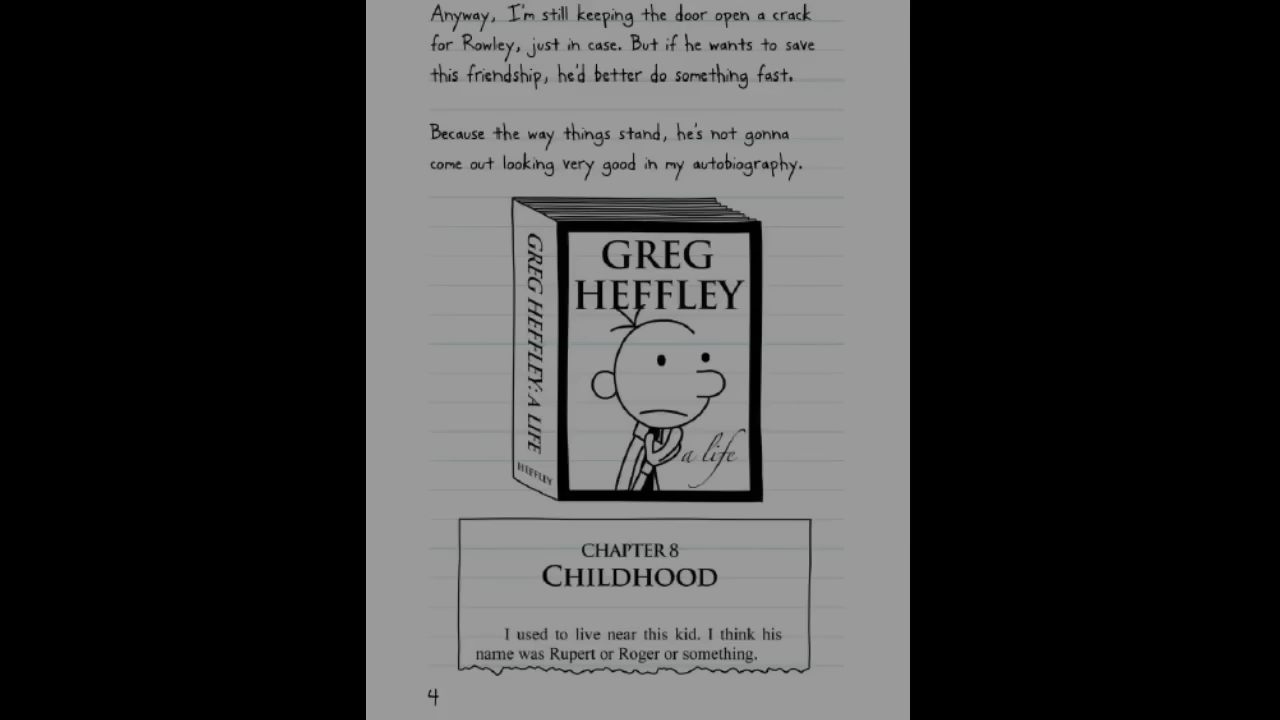 Anyway, I'm still keeping the door open a crack
for Rowley, just in case. But if he wants to save
this friendship, he'd better do something fast.
Because the way things stand, he's not gonna
come out looking very good in my autobiography.
GREG HEFFLEY: A LIFE
HEFFLEY
GREG
HEFFLEY
a life
CHAPTER 8
CHILDHOOD
I used to live near this kid. I think his
name was Rupert or Roger or something.
4